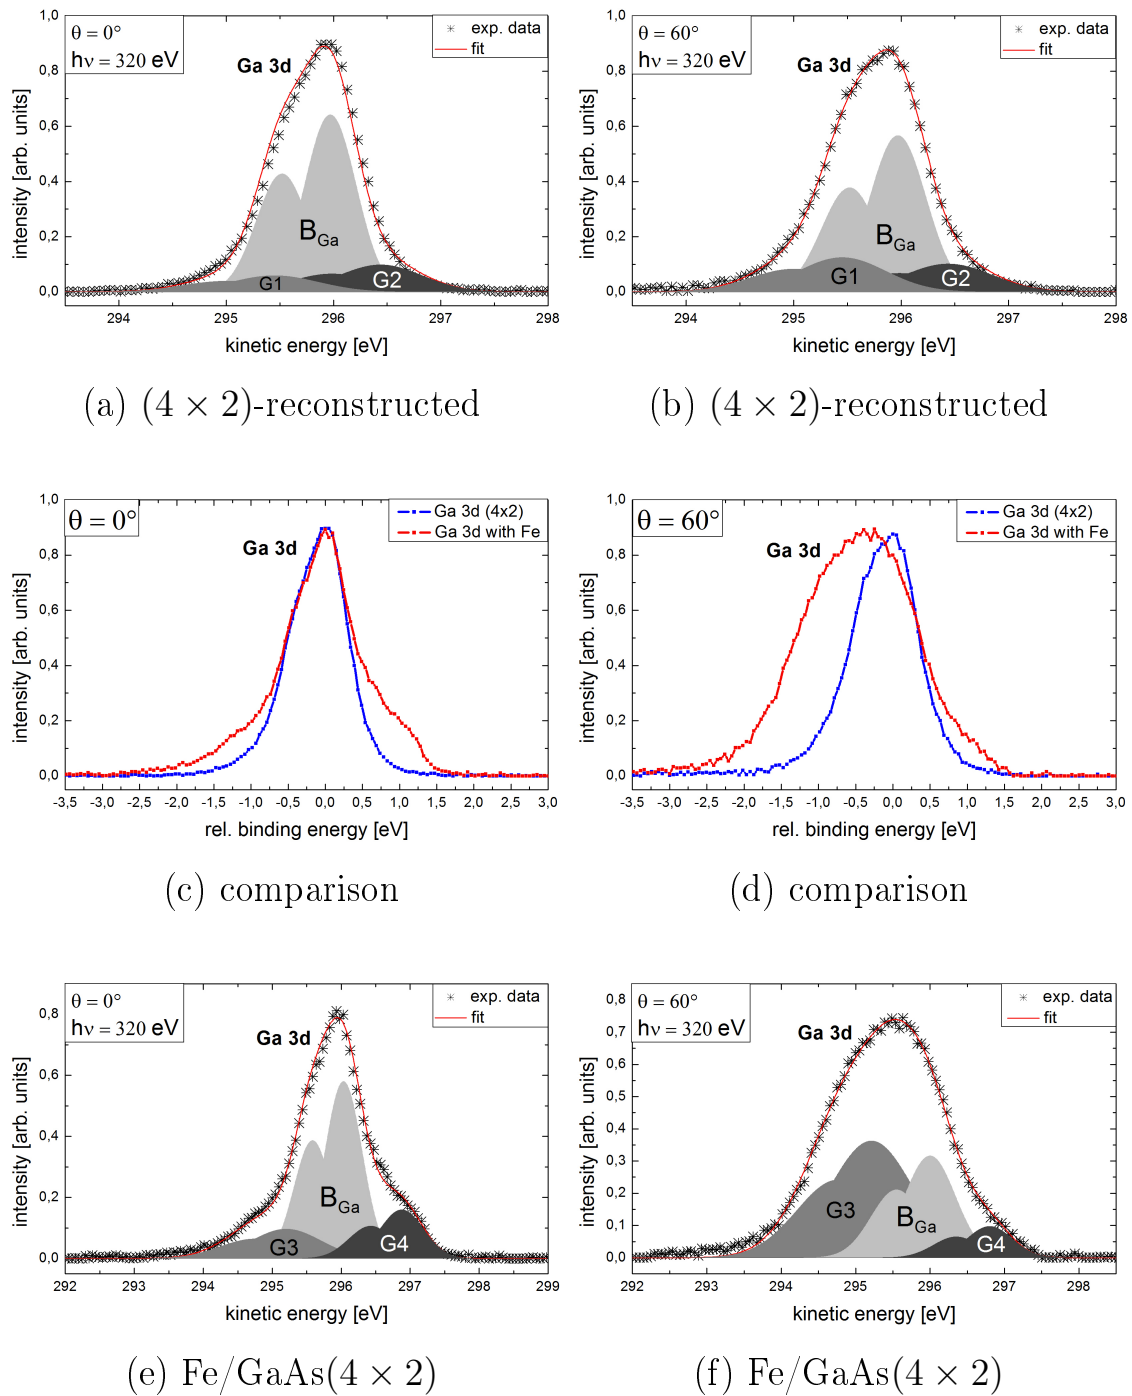 θ = 0°
hν = 320 eV
exp. data
fit
Ga 3d
B_Ga
G1
G2
intensity [arb. units]
1,0
0,8
0,6
0,4
0,2
0,0
294 295 296 297 298
kinetic energy [eV]
(a) (4 × 2)-reconstructed
θ = 60°
hν = 320 eV
exp. data
fit
Ga 3d
B_Ga
G1
G2
intensity [arb. units]
1,0
0,8
0,6
0,4
0,2
0,0
294 295 296 297 298
kinetic energy [eV]
(b) (4 × 2)-reconstructed
θ = 0°
Ga 3d (4x2)
Ga 3d with Fe
Ga 3d
intensity [arb. units]
1,0
0,8
0,6
0,4
0,2
0,0
-3,5 -3,0 -2,5 -2,0 -1,5 -1,0 -0,5 0,0 0,5 1,0 1,5 2,0 2,5 3,0
rel. binding energy [eV]
(c) comparison
θ = 60°
Ga 3d (4x2)
Ga 3d with Fe
Ga 3d
intensity [arb. units]
1,0
0,8
0,6
0,4
0,2
0,0
-3,5 -3,0 -2,5 -2,0 -1,5 -1,0 -0,5 0,0 0,5 1,0 1,5 2,0 2,5 3,0
rel. binding energy [eV]
(d) comparison
θ = 0°
hν = 320 eV
exp. data
fit
Ga 3d
B_Ga
G3
G4
intensity [arb. units]
0,8
0,6
0,4
0,2
0,0
292 293 294 295 296 297 298 299
kinetic energy [eV]
(e) Fe/GaAs(4 × 2)
θ = 60°
hν = 320 eV
exp. data
fit
Ga 3d
G3
B_Ga
G4
intensity [arb. units]
0,8
0,7
0,6
0,5
0,4
0,3
0,2
0,1
0,0
292 293 294 295 296 297 298
kinetic energy [eV]
(f) Fe/GaAs(4 × 2)